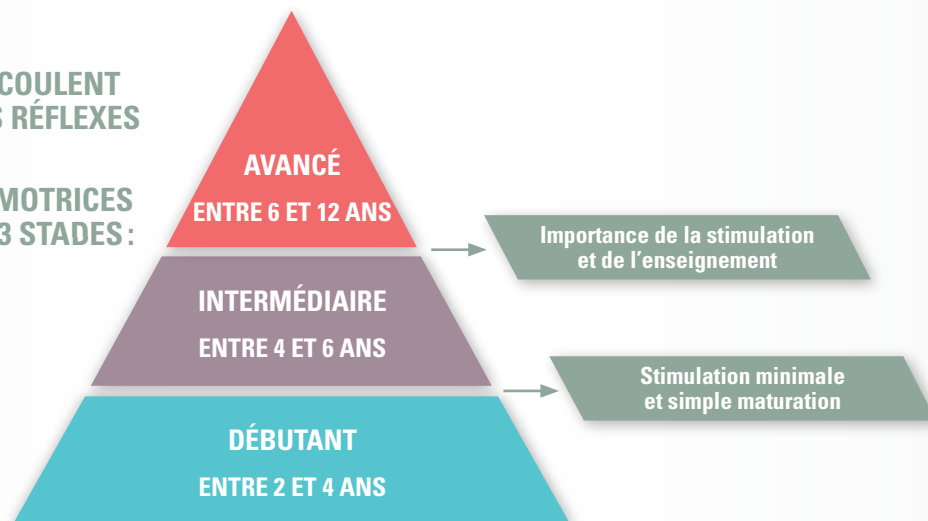 COULENT
S RÉFLEXES
MOTRICES
3 STADES :
AVANCÉ
ENTRE 6 ET 12 ANS
Importance de la stimulation
et de l'enseignement
INTERMÉDIAIRE
ENTRE 4 ET 6 ANS
Stimulation minimale
et simple maturation
DÉBUTANT
ENTRE 2 ET 4 ANS